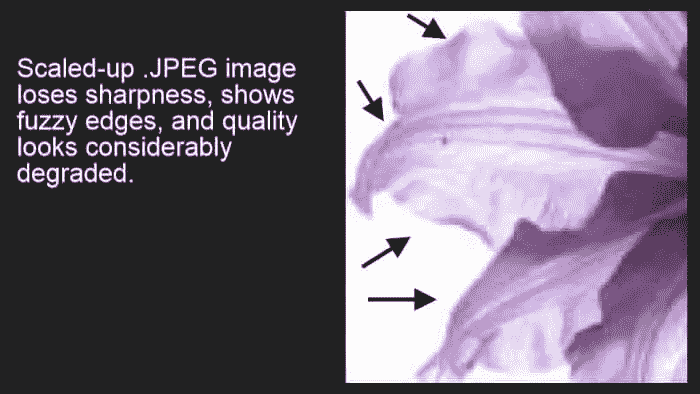 Scaled-up .JPEG image
loses sharpness, shows
fuzzy edges, and quality
looks considerably
degraded.